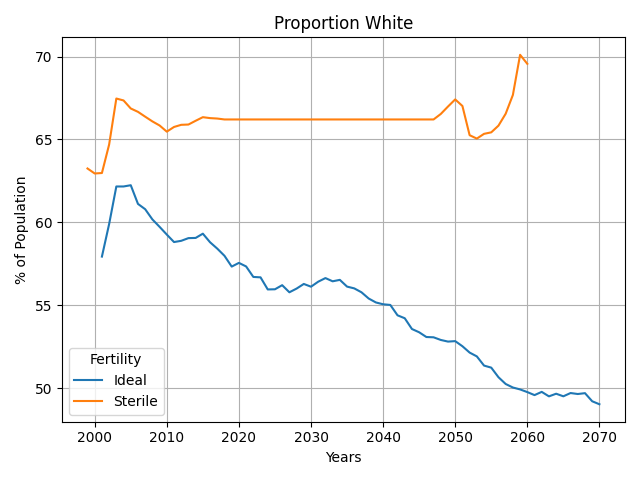 Proportion White
% of Population
70
65
60
55
50
Fertility
Ideal
Sterile
2000 2010 2020 2030 2040 2050 2060 2070
Years